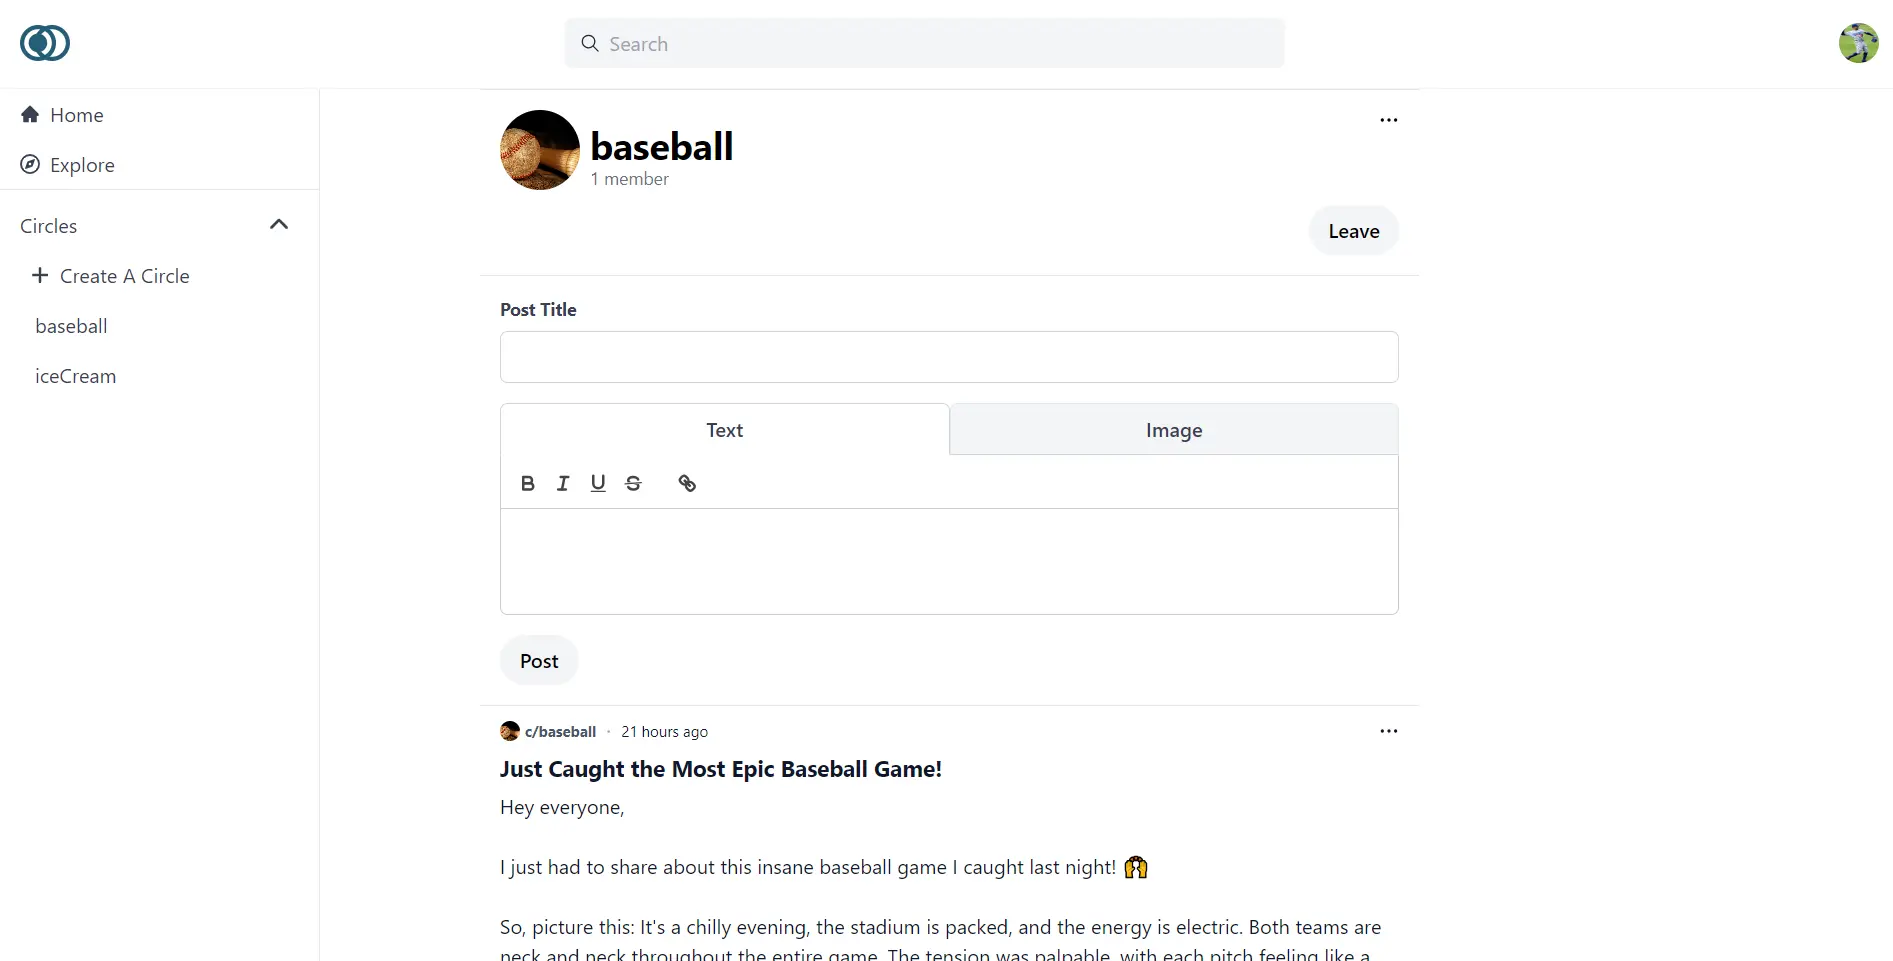 Search
Home
Explore
Circles
Create A Circle
baseball
iceCream
baseball
1 member
...
Leave
Post Title
Text
Image
B I U S
Post
c/baseball · 21 hours ago
...
Just Caught the Most Epic Baseball Game!
Hey everyone,
I just had to share about this insane baseball game I caught last night! 🙌
So, picture this: It's a chilly evening, the stadium is packed, and the energy is electric. Both teams are
neck and neck throughout the entire game. The tension was palpable, with each pitch feeling like a